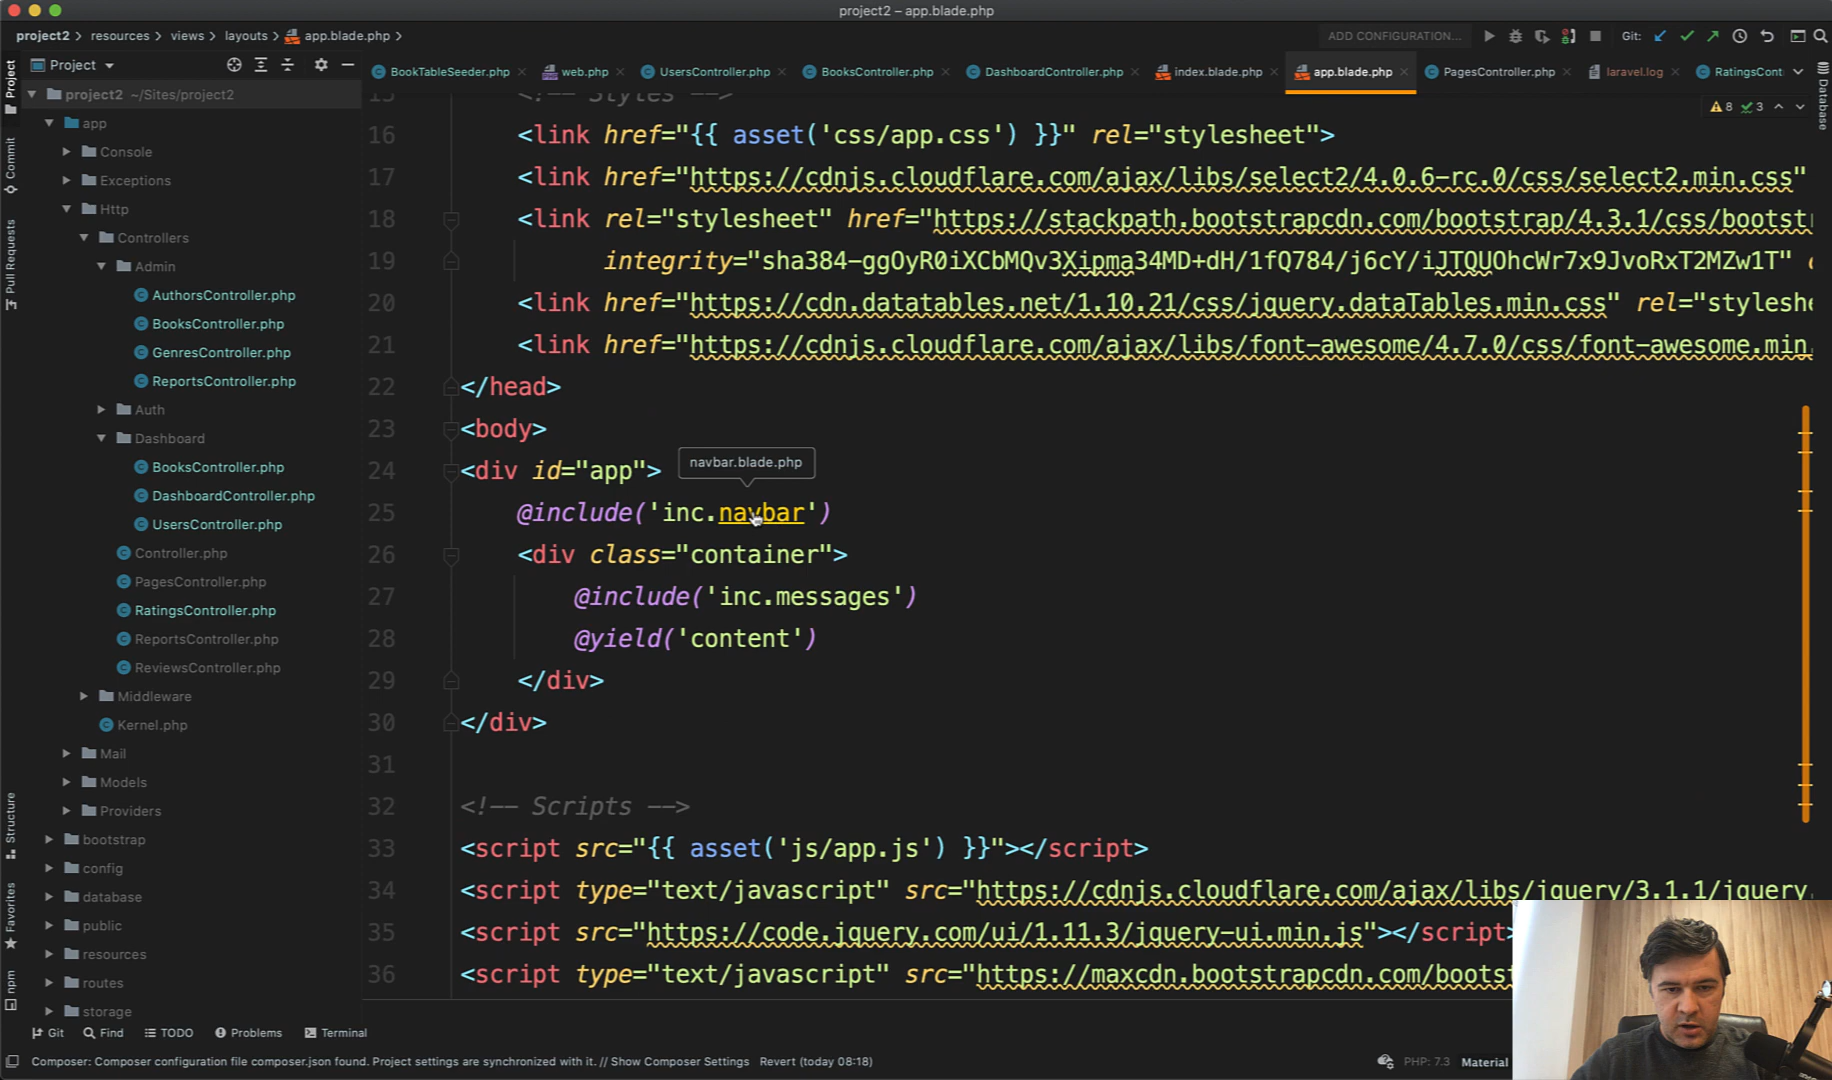 project2 – app.blade.php
project2 resources views layouts app.blade.php
ADD CONFIGURATION... Git:
Project
BookTableSeeder.php web.php UsersController.php BooksController.php DashboardController.php index.blade.php app.blade.php PagesController.php laravel.log RatingsCont
8 3
Project
Commit
Pull Requests
Structure
Favorites
npm
Database
project2 ~/Sites/project2
app
Console
Exceptions
Http
Controllers
Admin
AuthorsController.php
BooksController.php
GenresController.php
ReportsController.php
Auth
Dashboard
BooksController.php
DashboardController.php
UsersController.php
Controller.php
PagesController.php
RatingsController.php
ReportsController.php
ReviewsController.php
Middleware
Kernel.php
Mail
Models
Providers
bootstrap
config
database
public
resources
routes
storage
15 <!-- Styles -->
16 <link href="{{ asset('css/app.css') }}" rel="stylesheet">
17 <link href="https://cdnjs.cloudflare.com/ajax/libs/select2/4.0.6-rc.0/css/select2.min.css"
18 <link rel="stylesheet" href="https://stackpath.bootstrapcdn.com/bootstrap/4.3.1/css/bootst
19 integrity="sha384-ggOyR0iXCbMQv3Xipma34MD+dH/1fQ784/j6cY/iJTQUOhcWr7x9JvoRxT2MZw1T"
20 <link href="https://cdn.datatables.net/1.10.21/css/jquery.dataTables.min.css" rel="styleshe
21 <link href="https://cdnjs.cloudflare.com/ajax/libs/font-awesome/4.7.0/css/font-awesome.min.
22 </head>
23 <body>
navbar.blade.php
24 <div id="app">
25 @include('inc.navbar')
26 <div class="container">
27 @include('inc.messages')
28 @yield('content')
29 </div>
30 </div>
31
32 <!-- Scripts -->
33 <script src="{{ asset('js/app.js') }}"></script>
34 <script type="text/javascript" src="https://cdnjs.cloudflare.com/ajax/libs/jquery/3.1.1/jquery.
35 <script src="https://code.jquery.com/ui/1.11.3/jquery-ui.min.js"></script>
36 <script type="text/javascript" src="https://maxcdn.bootstrapcdn.com/bootst
Git Find TODO Problems Terminal
Composer: Composer configuration file composer.json found. Project settings are synchronized with it. // Show Composer Settings Revert (today 08:18)
PHP: 7.3 Material